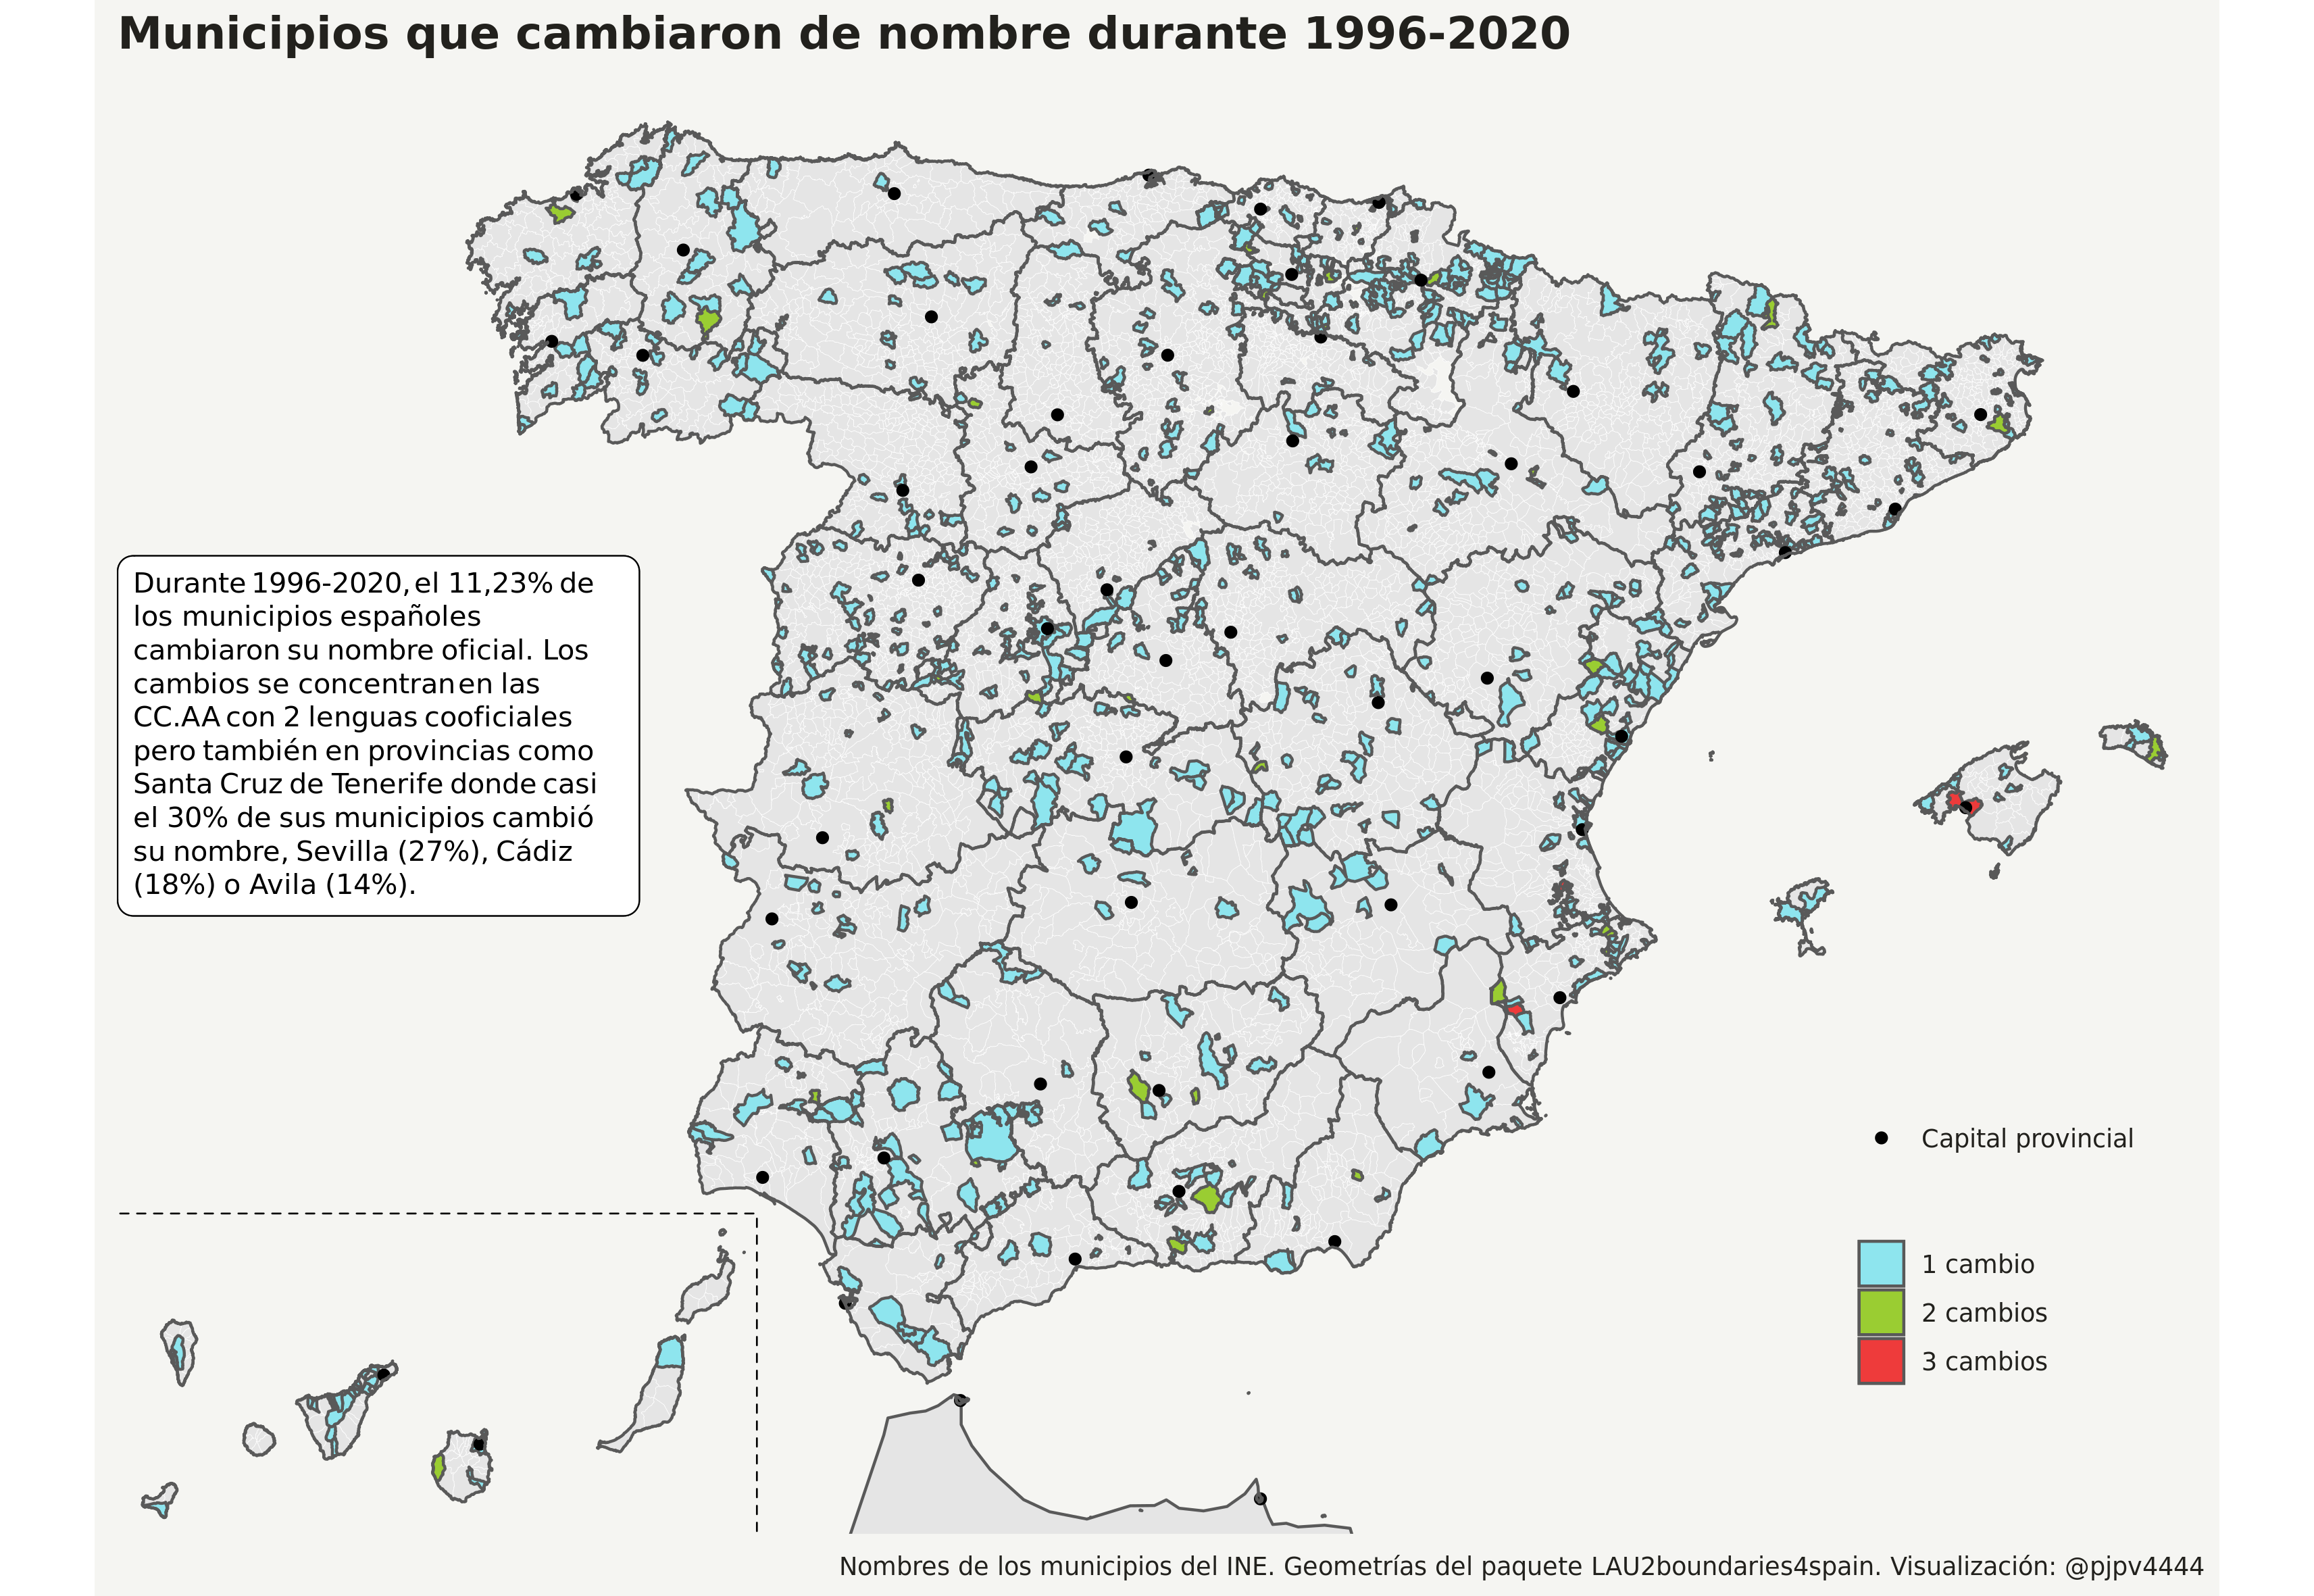 Municipios que cambiaron de nombre durante 1996-2020
Durante 1996-2020, el 11,23% de
los municipios españoles
cambiaron su nombre oficial. Los
cambios se concentran en las
CC.AA con 2 lenguas cooficiales
pero también en provincias como
Santa Cruz de Tenerife donde casi
el 30% de sus municipios cambió
su nombre, Sevilla (27%), Cádiz
(18%) o Avila (14%).
Capital provincial
1 cambio
2 cambios
3 cambios
Nombres de los municipios del INE. Geometrías del paquete LAU2boundaries4spain. Visualización: @pjpv4444